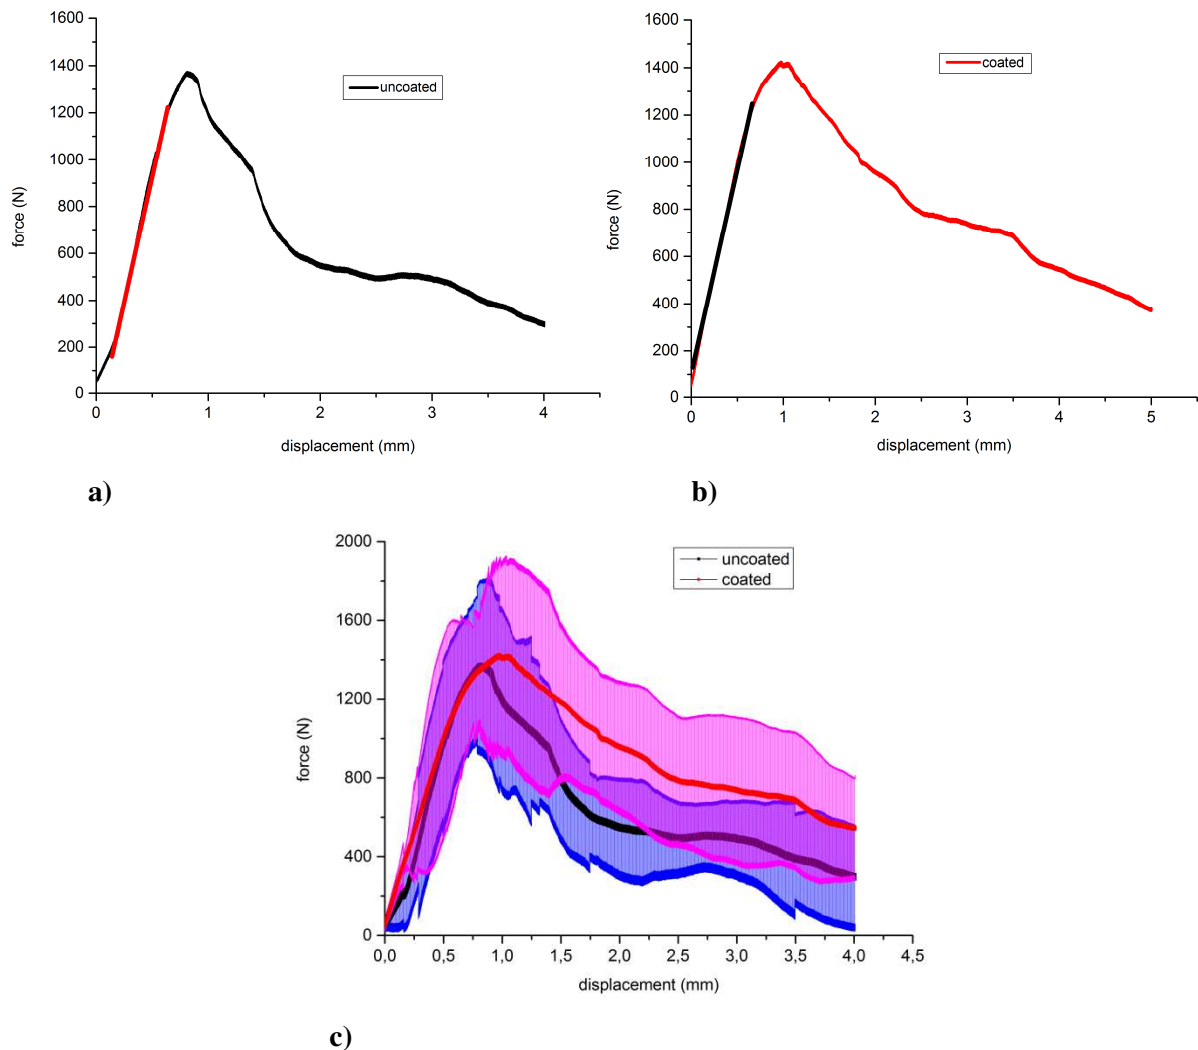 1600
1400
1200
1000
800
600
400
200
0
force (N)
uncoated
0 1 2 3 4
displacement (mm)
a)
1600
1400
1200
1000
800
600
400
200
0
force (N)
coated
0 1 2 3 4 5
displacement (mm)
b)
2000
1600
1200
800
400
0
force (N)
uncoated
coated
0,0 0,5 1,0 1,5 2,0 2,5 3,0 3,5 4,0 4,5
displacement (mm)
c)